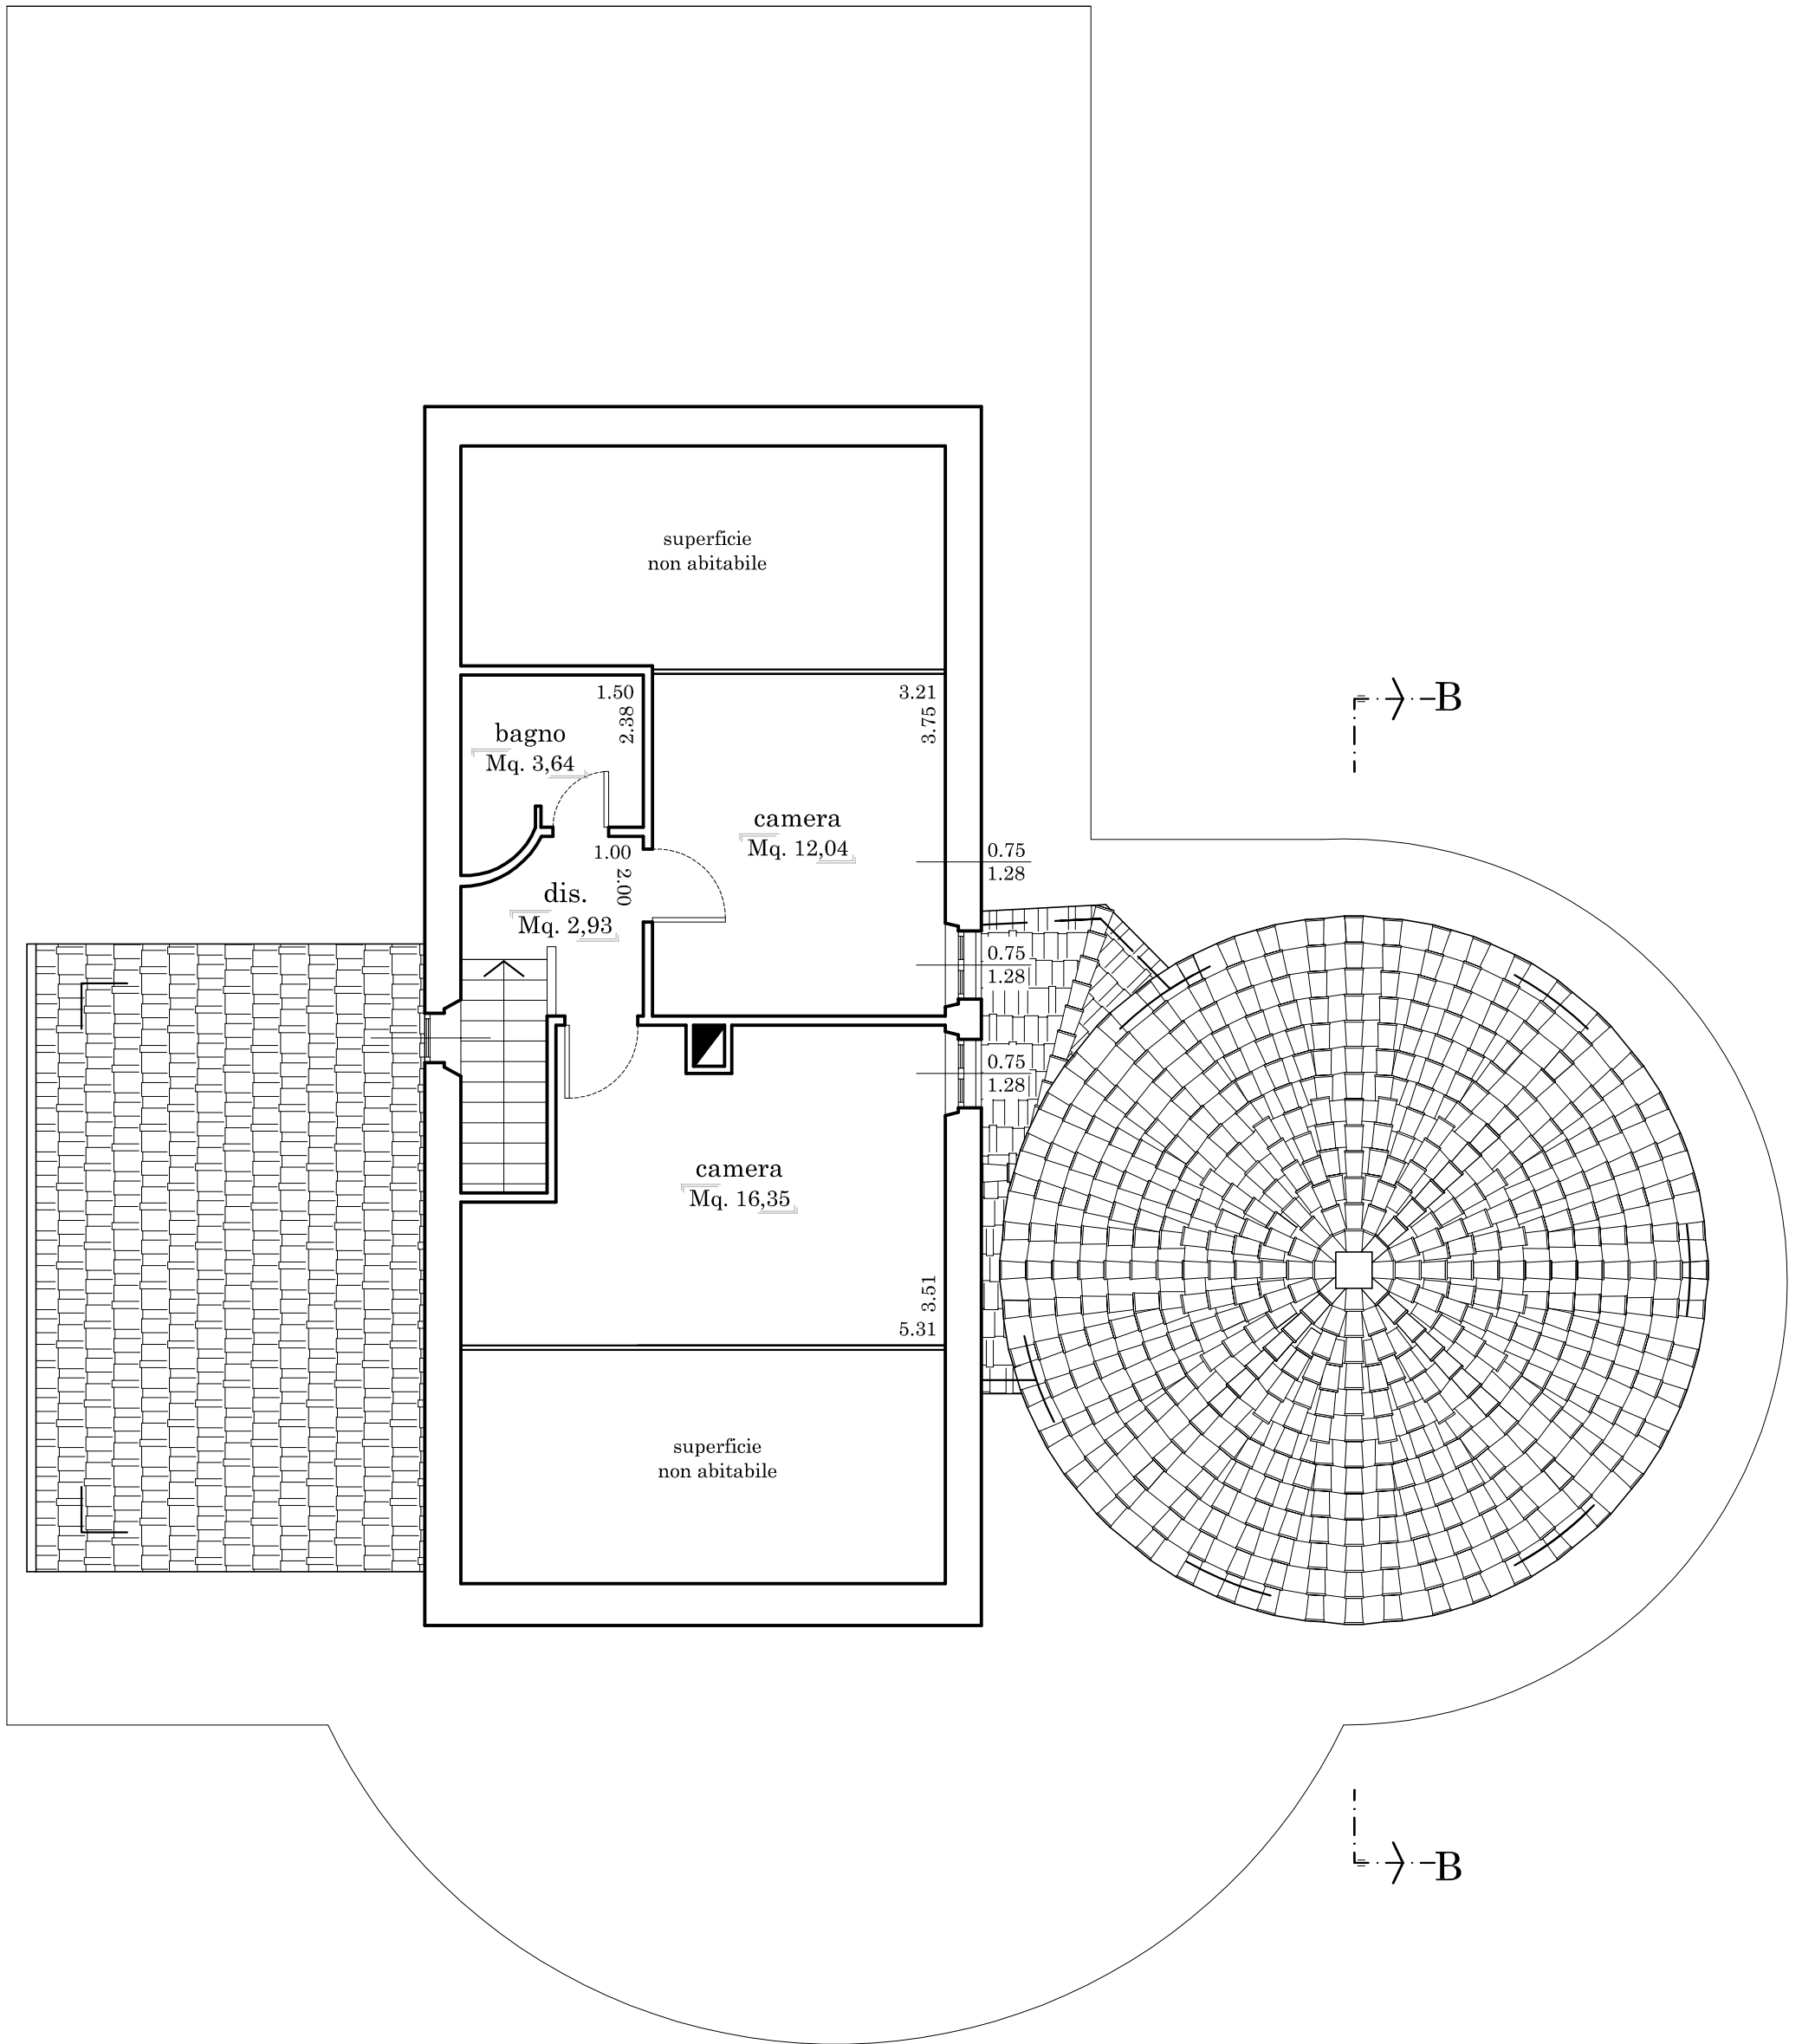 superficie
non abitabile
1.50
2.38
3.21
3.75
B
bagno
Mq. 3,64
camera
Mq. 12,04
1.00
2.00
0.75
1.28
dis.
Mq. 2,93
0.75
1.28
0.75
1.28
camera
Mq. 16,35
3.51
5.31
superficie
non abitabile
B